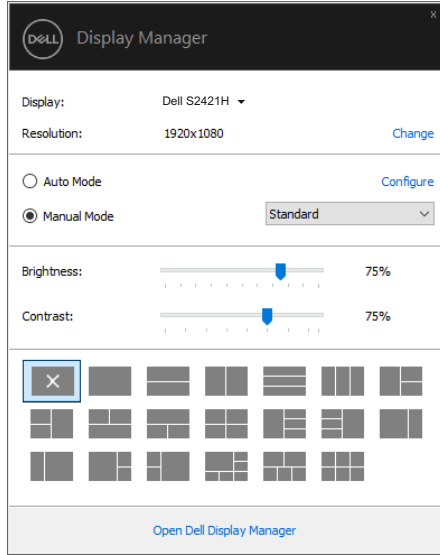 x
DELL Display Manager
Display: Dell S2421H
Resolution: 1920x1080 Change
Auto Mode Configure
Manual Mode Standard
Brightness: 75%
Contrast: 75%
Open Dell Display Manager